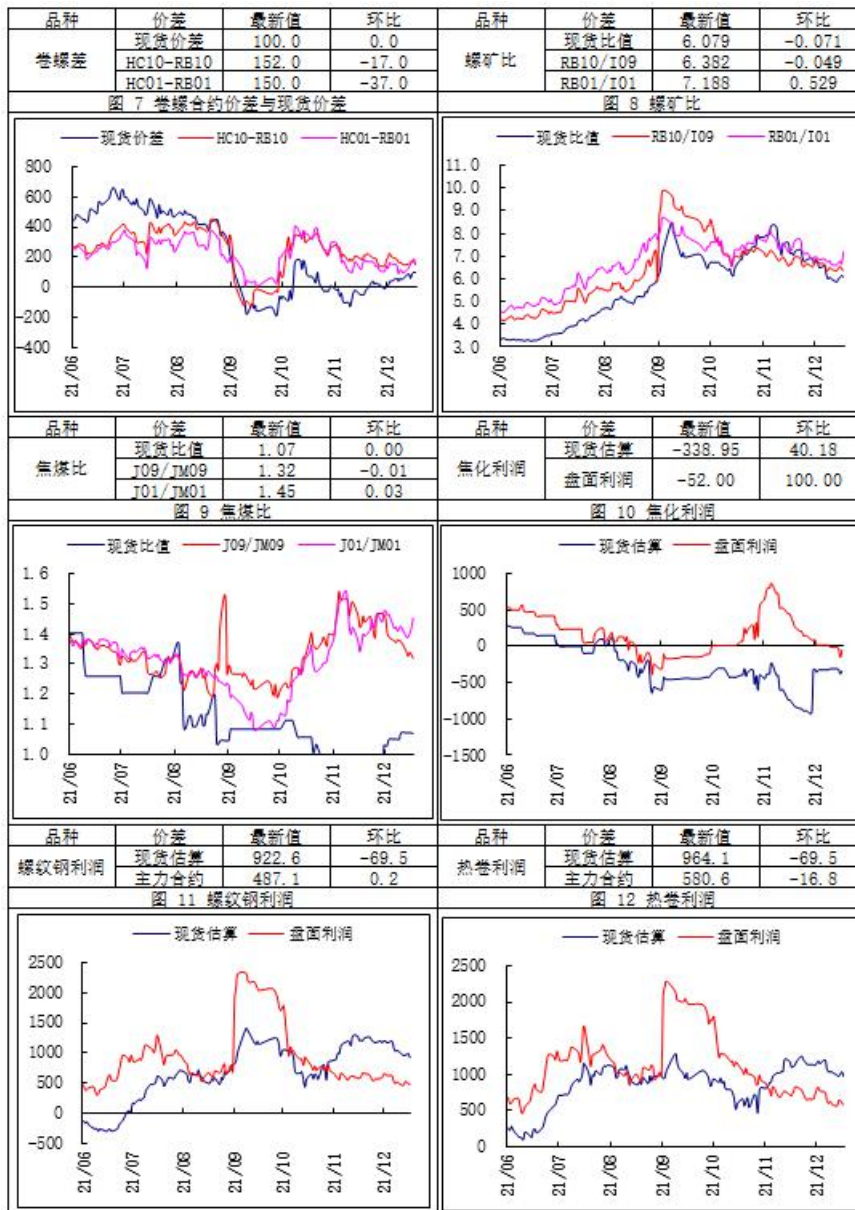 品种 价差 最新值 环比 品种 价差 最新值 环比
卷螺差 现货价差 100.0 0.0 螺矿比 现货比值 6.079 -0.071
HC10-RB10 152.0 -17.0 RB10/I09 6.382 -0.049
HC01-RB01 150.0 -37.0 RB01/I01 7.188 0.529
图 7 卷螺合约价差与现货价差 图 8 螺矿比
现货价差 HC10-RB10 HC01-RB01
800
600
400
200
0
-200
-400
21/06 21/07 21/08 21/09 21/10 21/11 21/12
现货比值 RB10/I09 RB01/I01
11.0
10.0
9.0
8.0
7.0
6.0
5.0
4.0
3.0
21/06 21/07 21/08 21/09 21/10 21/11 21/12
品种 价差 最新值 环比 品种 价差 最新值 环比
焦煤比 现货比值 1.07 0.00 焦化利润 现货估算 -338.95 40.18
J09/JM09 1.32 -0.01 盘面利润 -52.00 100.00
J01/JM01 1.45 0.03
图 9 焦煤比 图 10 焦化利润
现货比值 J09/JM09 J01/JM01
1.6
1.5
1.4
1.3
1.2
1.1
1.0
21/06 21/07 21/08 21/09 21/10 21/11 21/12
现货估算 盘面利润
1000
500
0
-500
-1000
-1500
21/06 21/07 21/08 21/09 21/10 21/11 21/12
品种 价差 最新值 环比 品种 价差 最新值 环比
螺纹钢利润 现货估算 922.6 -69.5 热卷利润 现货估算 964.1 -69.5
主力合约 487.1 0.2 主力合约 580.6 -16.8
图 11 螺纹钢利润 图 12 热卷利润
现货估算 盘面利润
2500
2000
1500
1000
500
0
-500
21/06 21/07 21/08 21/09 21/10 21/11 21/12
现货估算 盘面利润
2500
2000
1500
1000
500
0
21/06 21/07 21/08 21/09 21/10 21/11 21/12